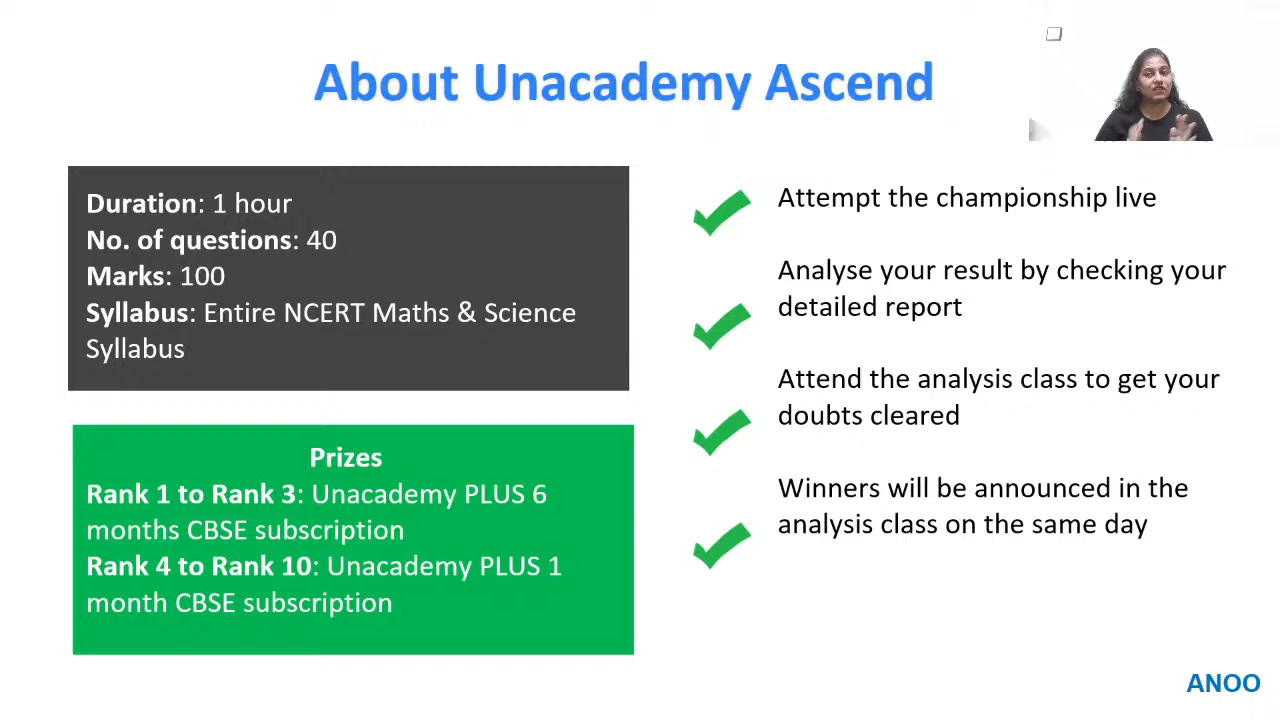 About Unacademy Ascend
Duration: 1 hour
No. of questions: 40
Marks: 100
Syllabus: Entire NCERT Maths & Science
Syllabus
Prizes
Rank 1 to Rank 3: Unacademy PLUS 6
months CBSE subscription
Rank 4 to Rank 10: Unacademy PLUS 1
month CBSE subscription
Attempt the championship live
Analyse your result by checking your
detailed report
Attend the analysis class to get your
doubts cleared
Winners will be announced in the
analysis class on the same day
ANOO